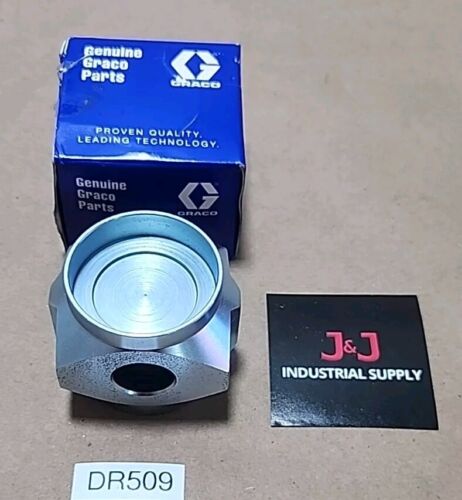 Genuine
Graco
Parts
GRACO
PROVEN QUALITY.
LEADING TECHNOLOGY.
Genuine
Graco
Parts
GRACO
J&J
INDUSTRIAL SUPPLY
DR509